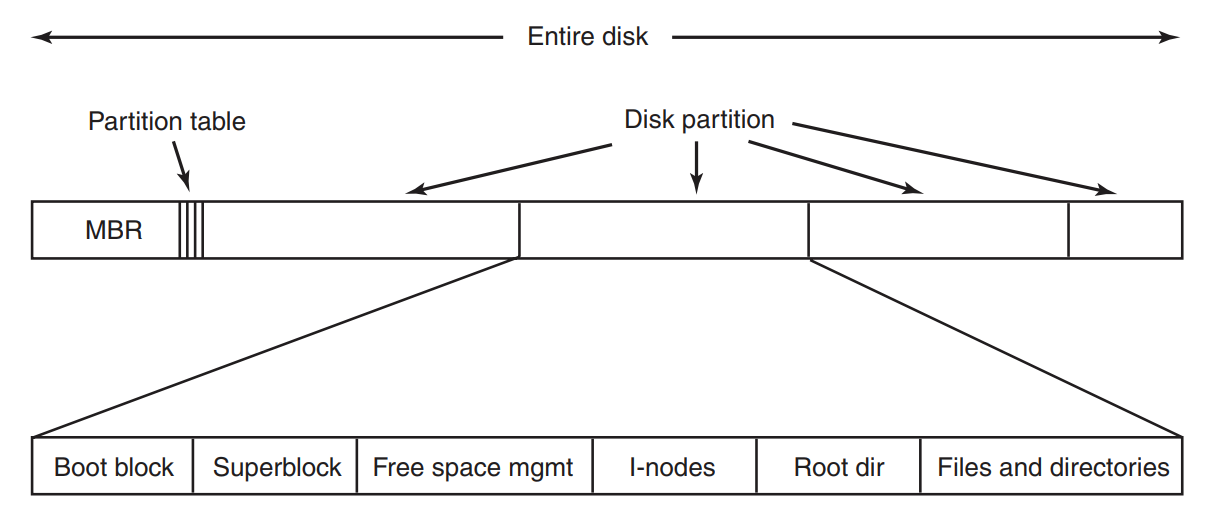 Entire disk
Partition table
Disk partition
MBR
Boot block
Superblock
Free space mgmt
I-nodes
Root dir
Files and directories